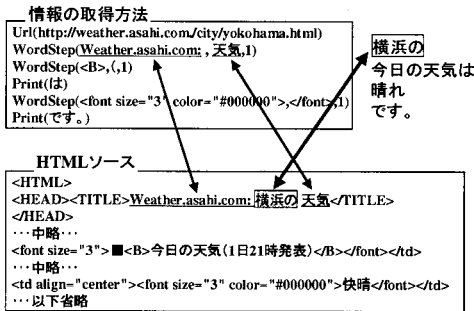 情報の取得方法
Url(http://weather.asahi.com./city/yokohama.html)
WordStep(Weather.asahi.com: , 天気,1)
WordStep(<B>,(,1)
Print(は)
WordStep(<font size="3" color="#000000">,</font>,1)
Print(です。)
横浜の
今日の天気は
晴れ
です。
HTMLソース
<HTML>
<HEAD><TITLE>Weather.asahi.com: 横浜の 天気</TITLE>
</HEAD>
…中略…
<font size="3">■<B>今日の天気(1日21時発表)</B></font></td>
…中略…
<td align="center"><font size="3" color="#000000">快晴</font></td>
…以下省略